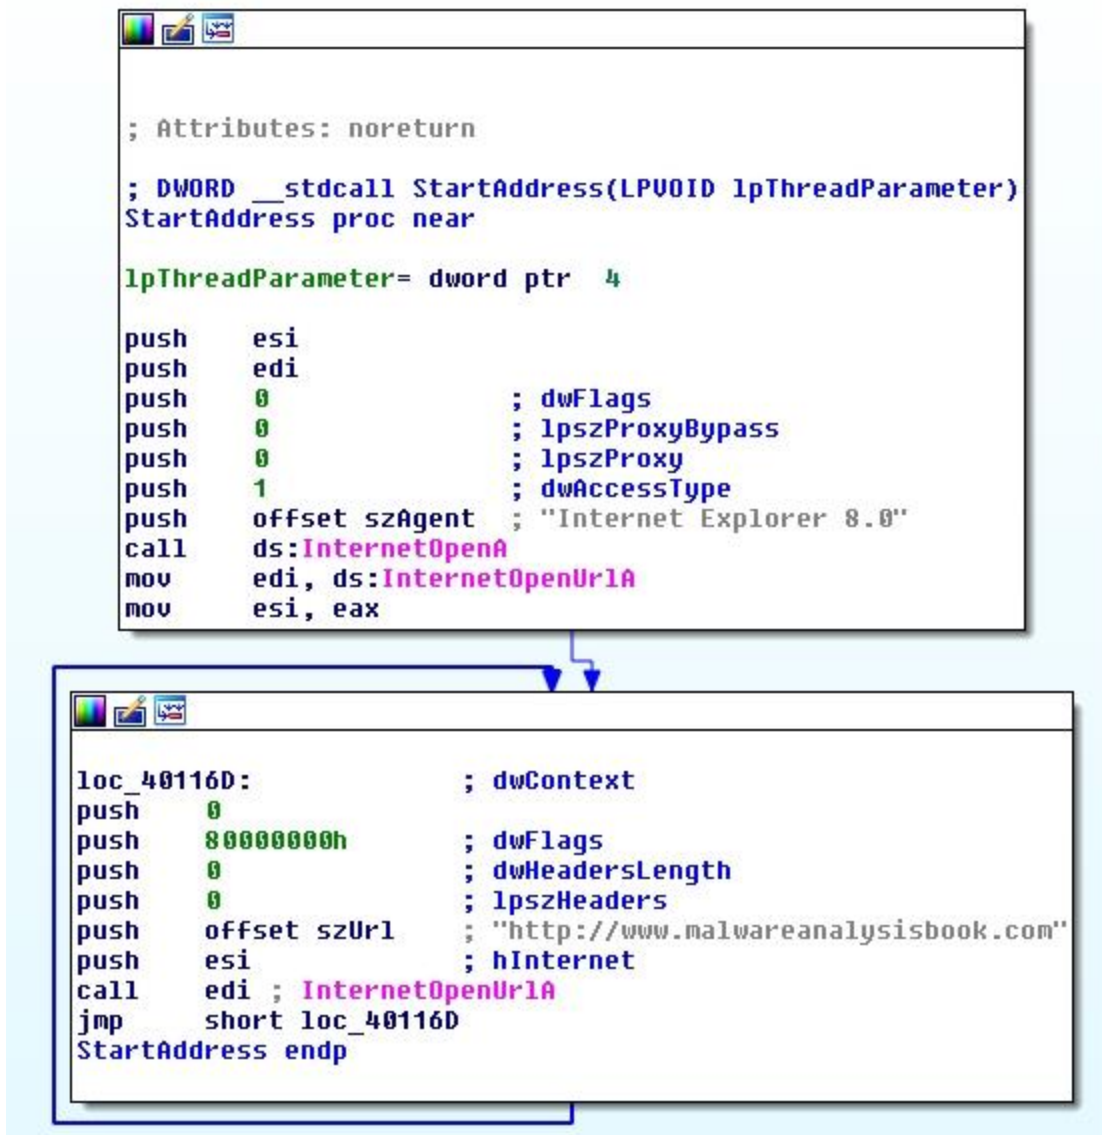 ; Attributes: noreturn
; DWORD __stdcall StartAddress(LPVOID lpThreadParameter)
StartAddress proc near
lpThreadParameter= dword ptr  4
push    esi
push    edi
push    0               ; dwFlags
push    0               ; lpszProxyBypass
push    0               ; lpszProxy
push    1               ; dwAccessType
push    offset szAgent  ; "Internet Explorer 8.0"
call    ds:InternetOpenA
mov     edi, ds:InternetOpenUrlA
mov     esi, eax
loc_40116D:             ; dwContext
push    0
push    80000000h       ; dwFlags
push    0               ; dwHeadersLength
push    0               ; lpszHeaders
push    offset szUrl    ; "http://www.malwareanalysisbook.com"
push    esi             ; hInternet
call    edi ; InternetOpenUrlA
jmp     short loc_40116D
StartAddress endp